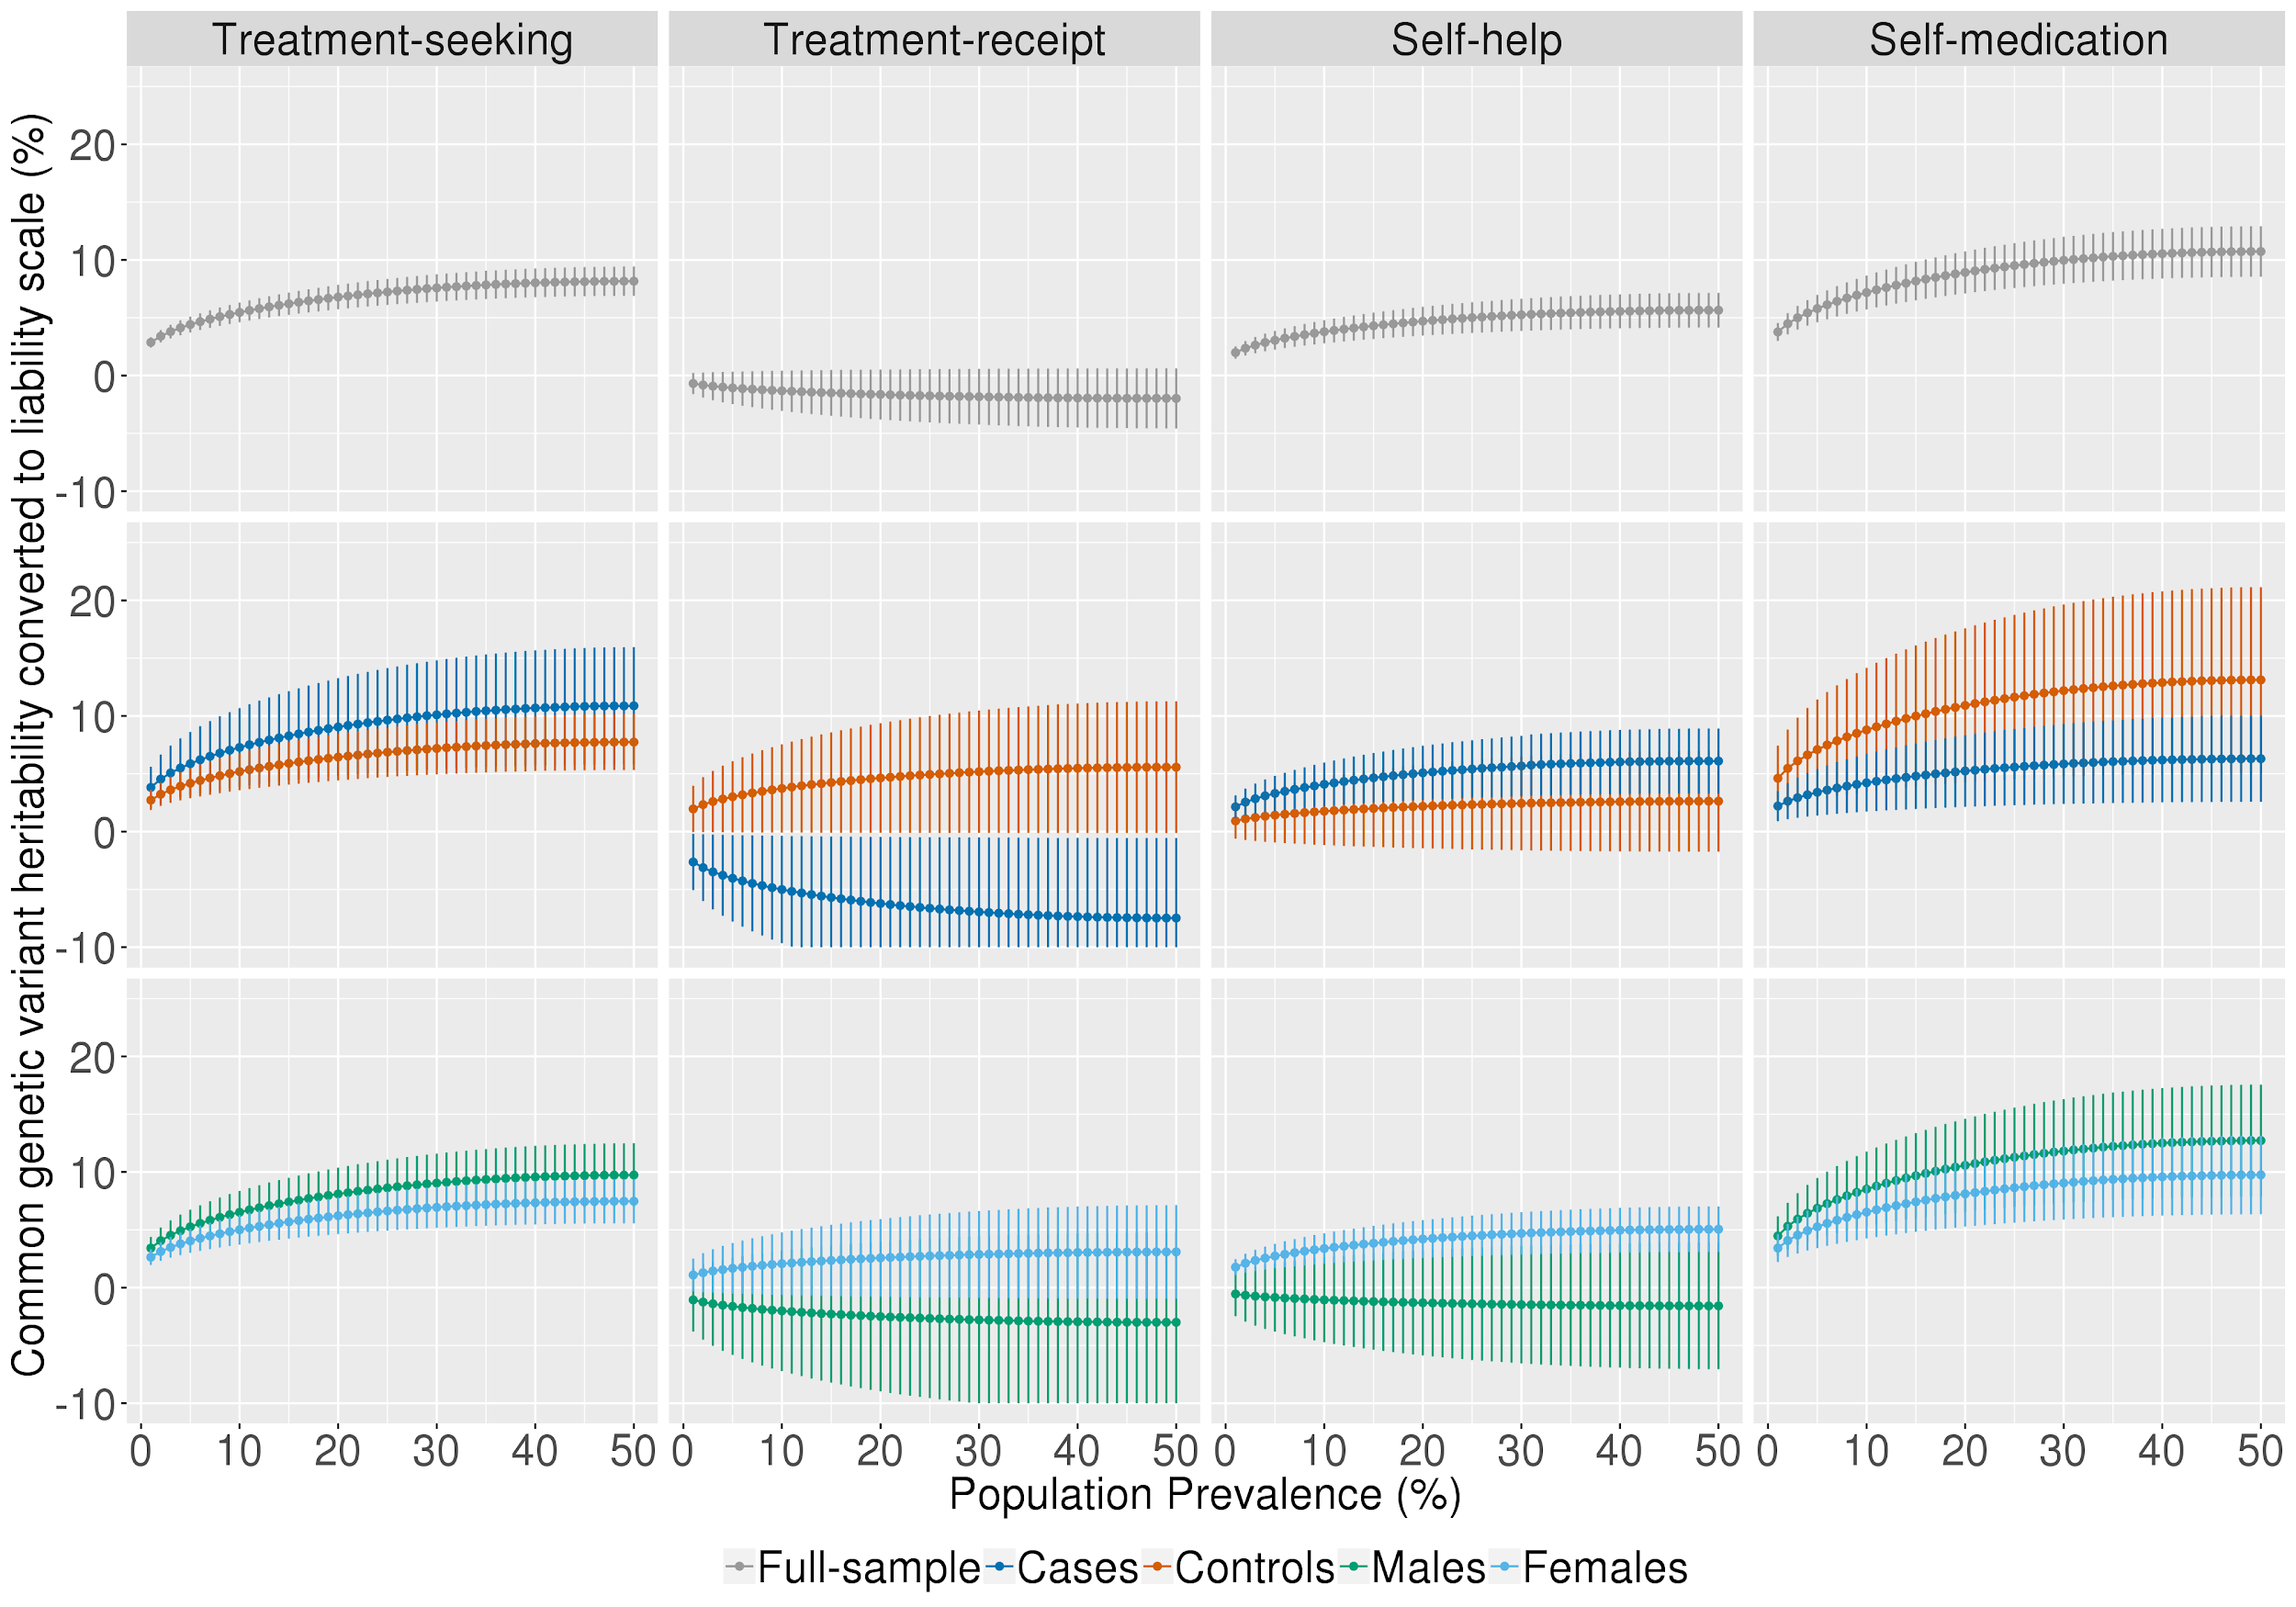 Treatment-seeking Treatment-receipt Self-help Self-medication
Common genetic variant heritability converted to liability scale (%)
20
10
0
-10
20
10
0
-10
20
10
0
-10
0 10 20 30 40 50 0 10 20 30 40 50 0 10 20 30 40 50 0 10 20 30 40 50
Population Prevalence (%)
Full-sample Cases Controls Males Females